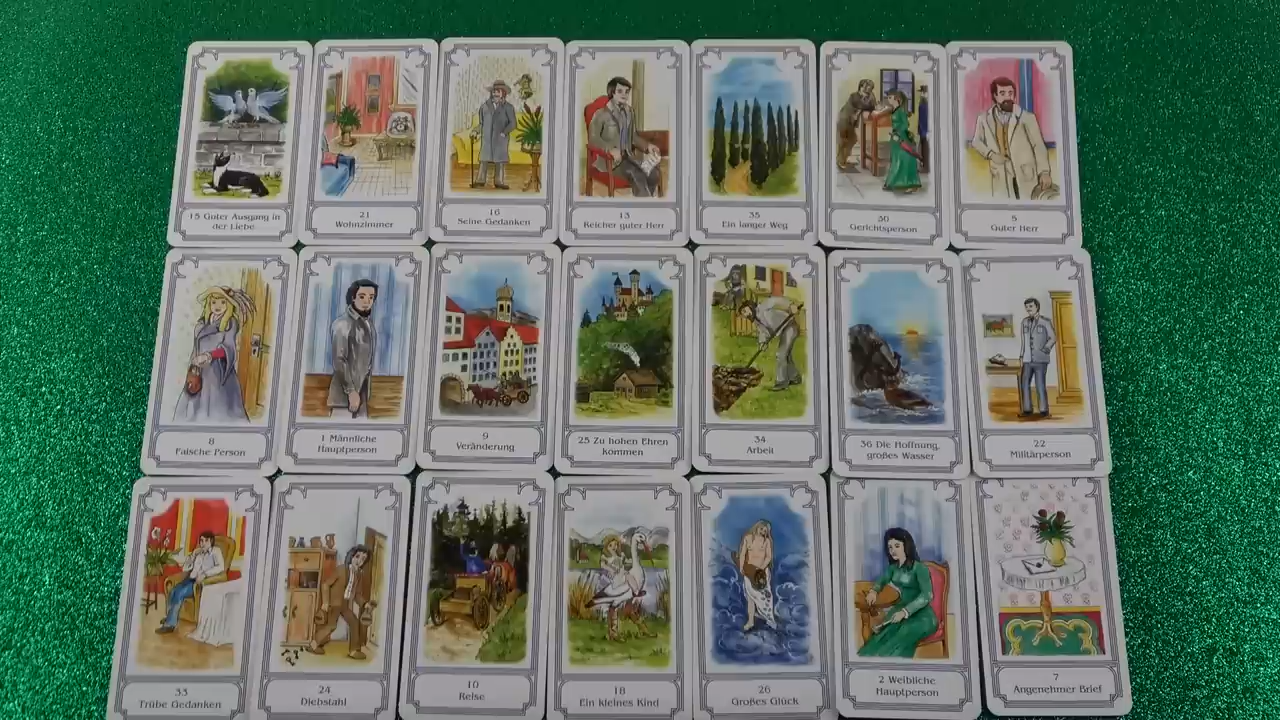 15 Guter Ausgang in
der Liebe
21
Wohnzimmer
16
Seine Gedanken
13
Reicher guter Herr
35
Ein langer Weg
30
Gerichtsperson
5
Guter Herr
8
Falsche Person
1 Männliche
Hauptperson
9
Veränderung
25 Zu hohen Ehren
kommen
34
Arbeit
36 Die Hoffnung,
großes Wasser
22
Militärperson
33
Trübe Gedanken
24
Diebstahl
10
Reise
18
Ein kleines Kind
26
Großes Glück
2 Weibliche
Hauptperson
7
Angenehmer Brief